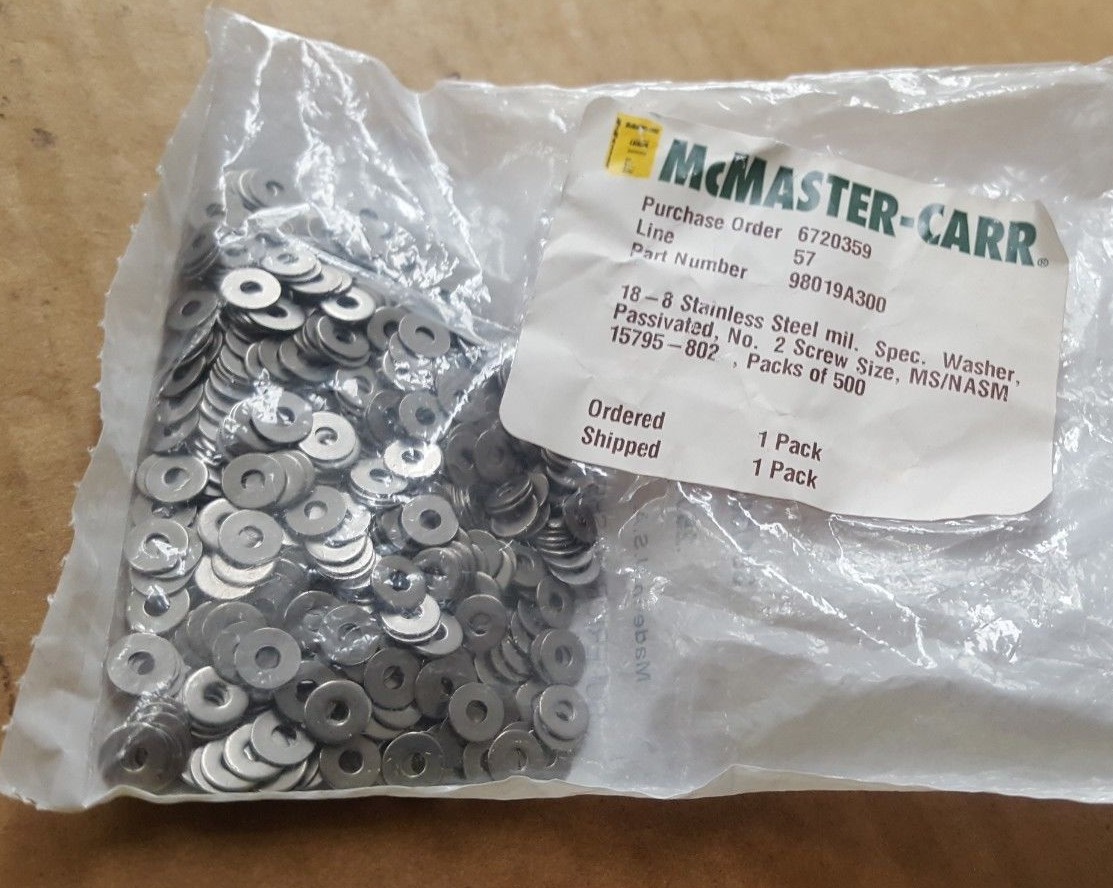 McMASTER-CARR®
Purchase Order 6720359
Line 57
Part Number 98019A300
18-8 Stainless Steel mil. Spec. Washer,
Passivated, No. 2 Screw Size, MS/NASM
15795-802 , Packs of 500
Ordered 1 Pack
Shipped 1 Pack